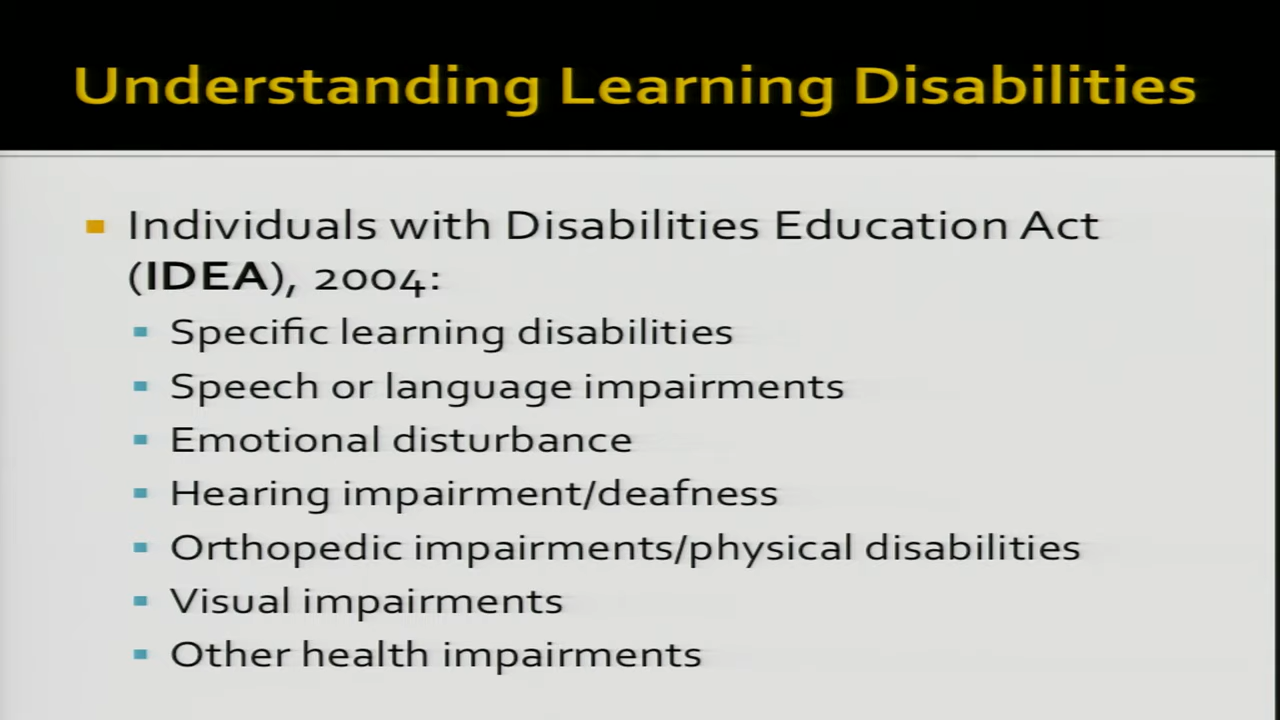 Understanding Learning Disabilities
Individuals with Disabilities Education Act
(IDEA), 2004:
Specific learning disabilities
Speech or language impairments
Emotional disturbance
Hearing impairment/deafness
Orthopedic impairments/physical disabilities
Visual impairments
Other health impairments